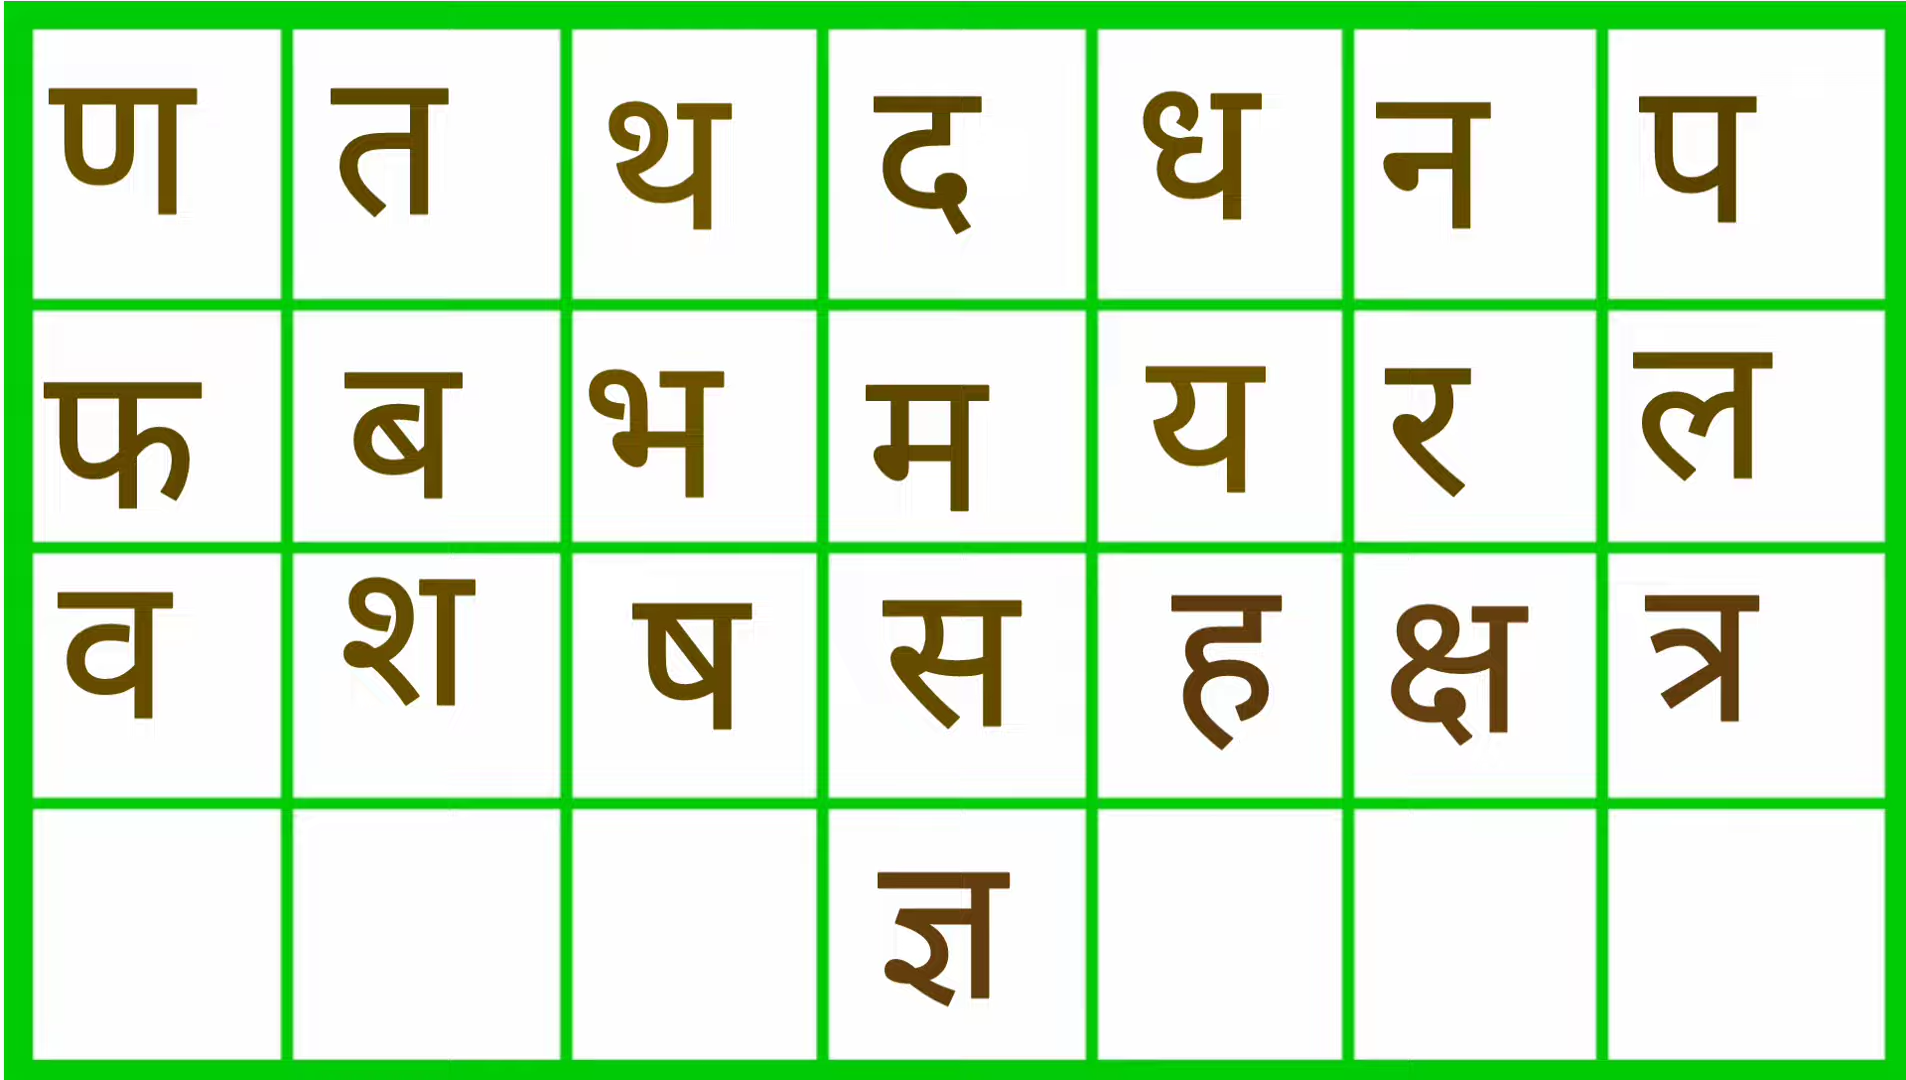 ण त थ द ध न प
फ ब भ म य र ल
व श ष स ह क्ष त्र
ज्ञ